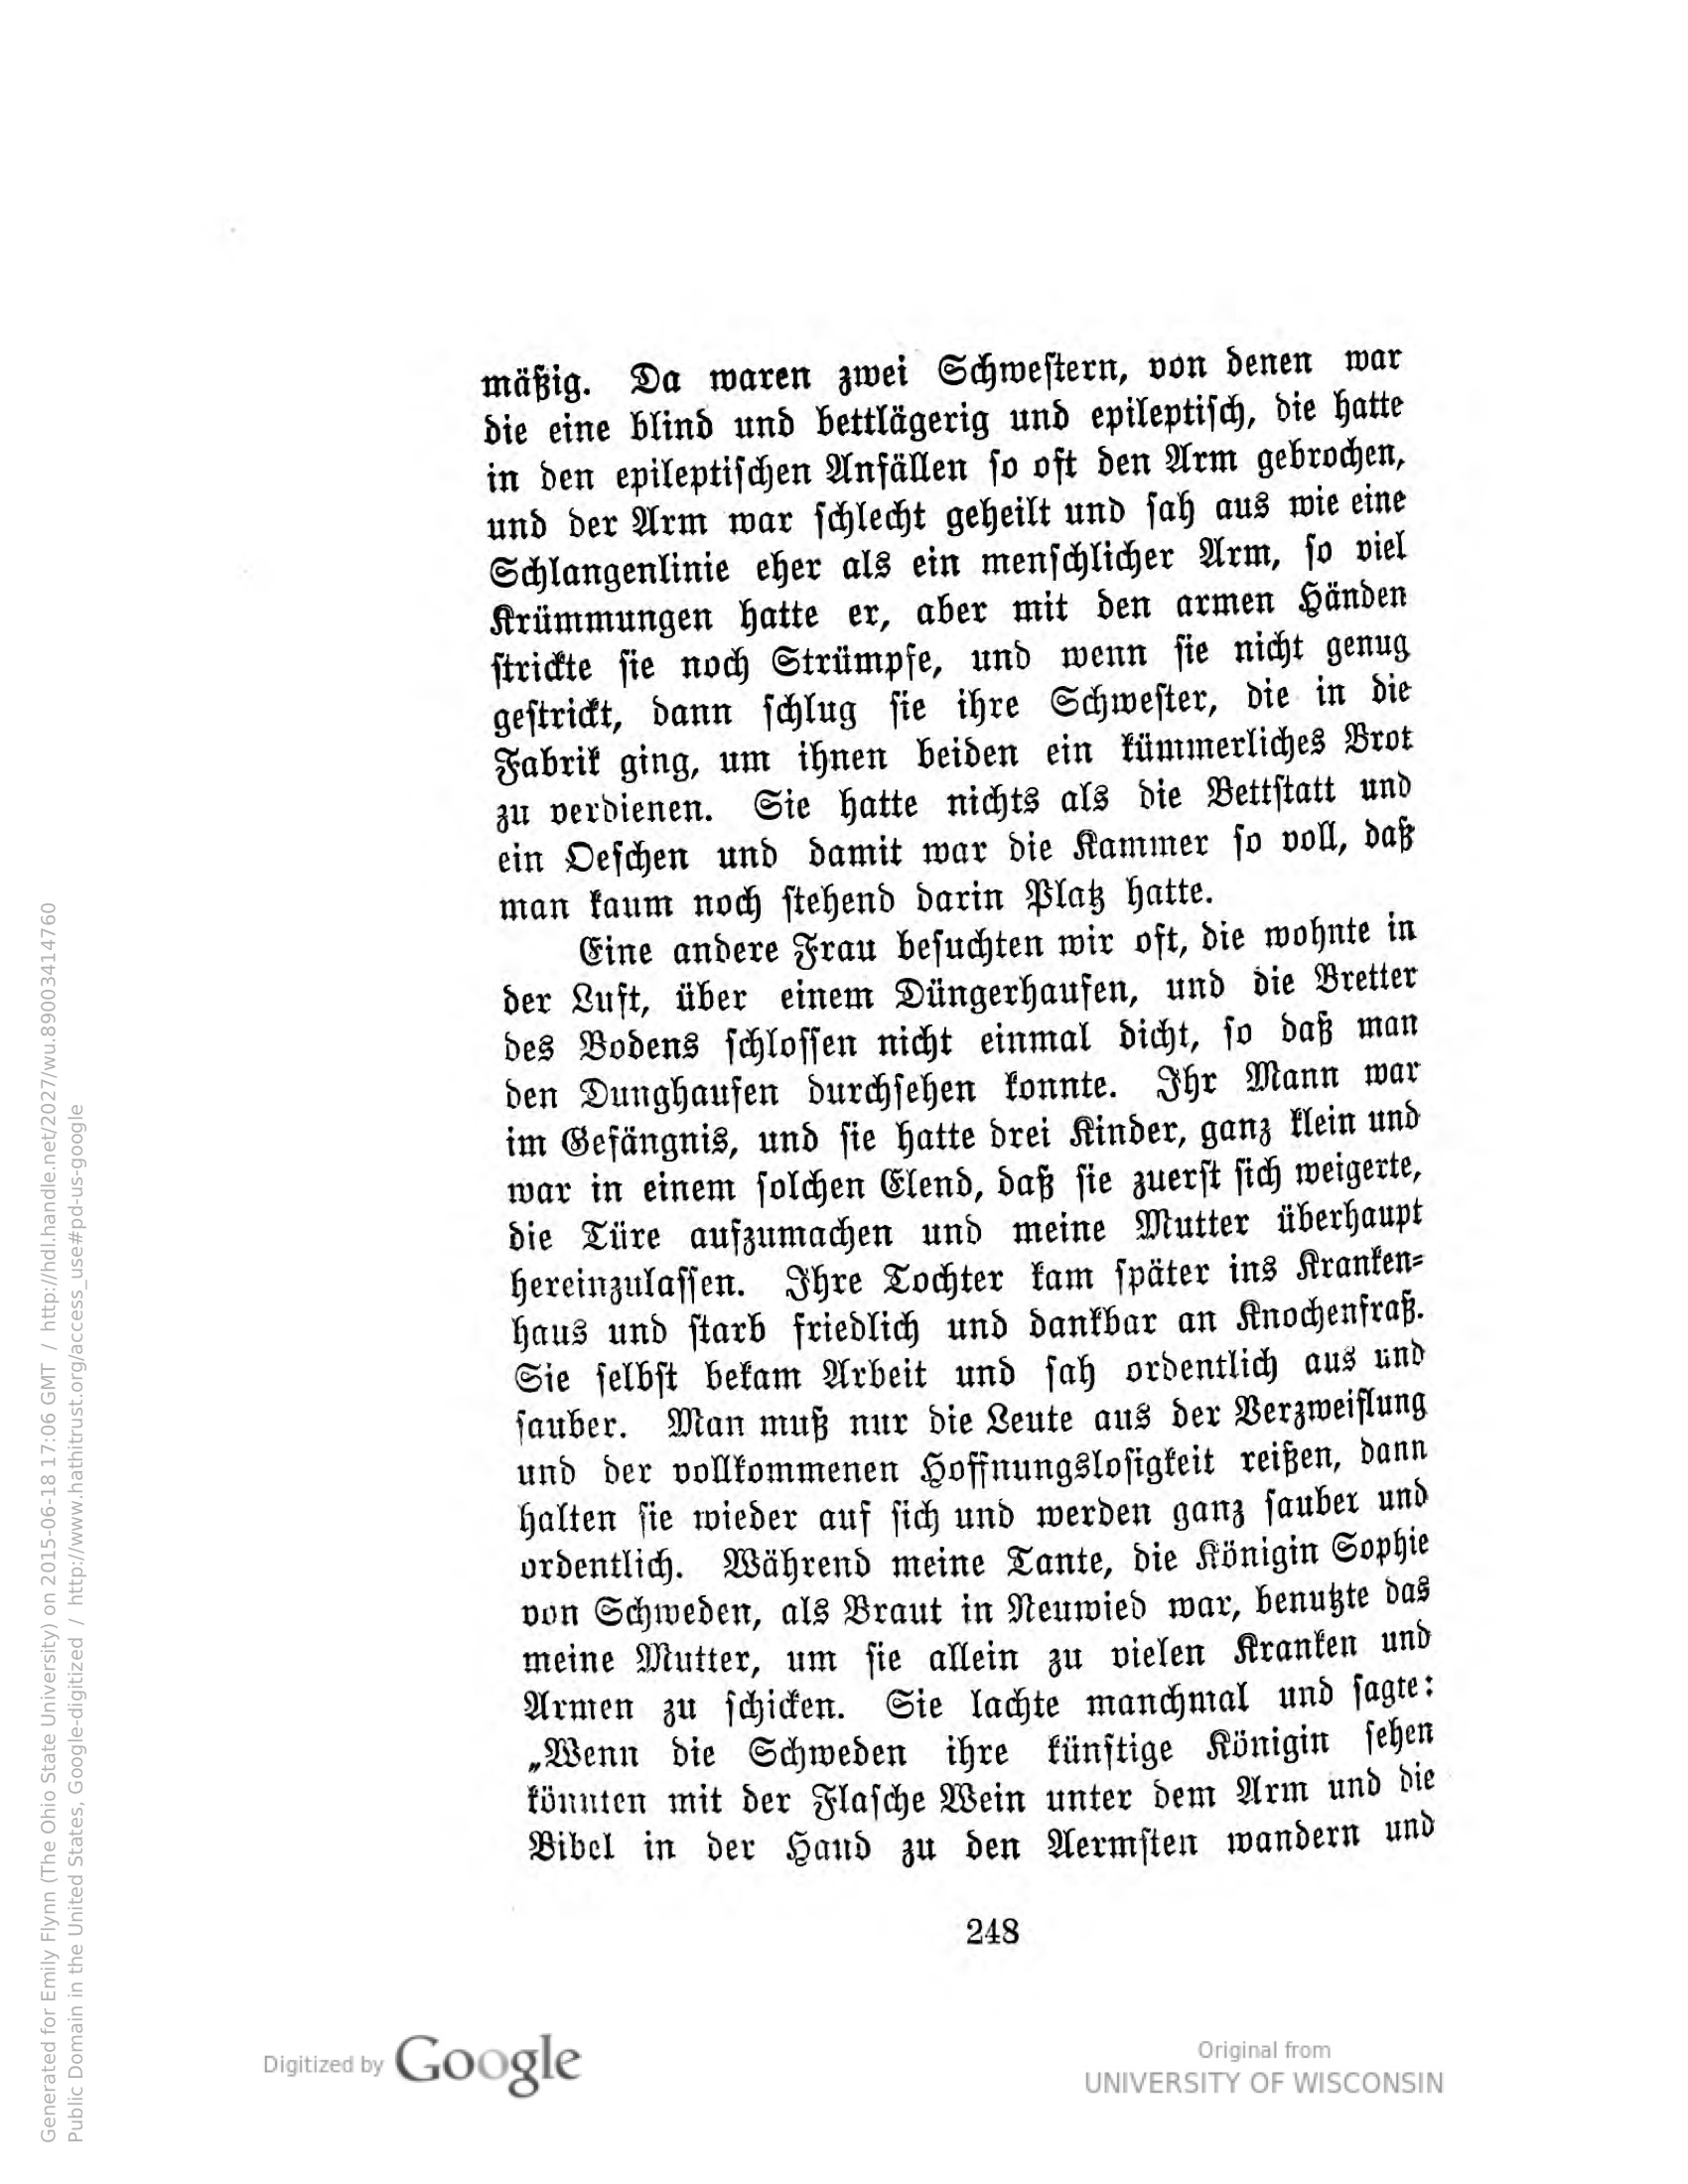 mäßig. Da waren zwei Schwestern, von denen war
die eine blind und bettlägerig und epileptisch, die hatte
in den epileptischen Anfällen so oft den Arm gebrochen,
und der Arm war schlecht geheilt und sah aus wie eine
Schlangenlinie eher als ein menschlicher Arm, so viel
Krümmungen hatte er, aber mit den armen Händen
strickte sie noch Strümpfe, und wenn sie nicht genug
gestrickt, dann schlug sie ihre Schwester, die in die
Fabrik ging, um ihnen beiden ein kümmerliches Brot
zu verdienen. Sie hatte nichts als die Bettstatt und
ein Oefchen und damit war die Kammer so voll, daß
man kaum noch stehend darin Platz hatte.
Eine andere Frau besuchten wir oft, die wohnte in
der Luft, über einem Düngerhaufen, und die Bretter
des Bodens schlossen nicht einmal dicht, so daß man
den Dunghaufen durchsehen konnte. Ihr Mann war
im Gefängnis, und sie hatte drei Kinder, ganz klein und
war in einem solchen Elend, daß sie zuerst sich weigerte,
die Türe aufzumachen und meine Mutter überhaupt
hereinzulassen. Ihre Tochter kam später ins Kranken-
haus und starb friedlich und dankbar an Knochenfraß.
Sie selbst bekam Arbeit und sah ordentlich aus und
sauber. Man muß nur die Leute aus der Verzweiflung
und der vollkommenen Hoffnungslosigkeit reißen, dann
halten sie wieder auf sich und werden ganz sauber und
ordentlich. Während meine Tante, die Königin Sophie
von Schweden, als Braut in Neuwied war, benutzte das
meine Mutter, um sie allein zu vielen Kranken und
Armen zu schicken. Sie lachte manchmal und sagte:
„Wenn die Schweden ihre künftige Königin sehen
könnten mit der Flasche Wein unter dem Arm und die
Bibel in der Hand zu den Aermsten wandern und
248
Digitized by Google
Original from
UNIVERSITY OF WISCONSIN
Generated for Emily Flynn (The Ohio State University) on 2015-06-18 17:06 GMT / http://hdl.handle.net/2027/wu.89003414760
Public Domain in the United States, Google-digitized / http://www.hathitrust.org/access_use#pd-us-google